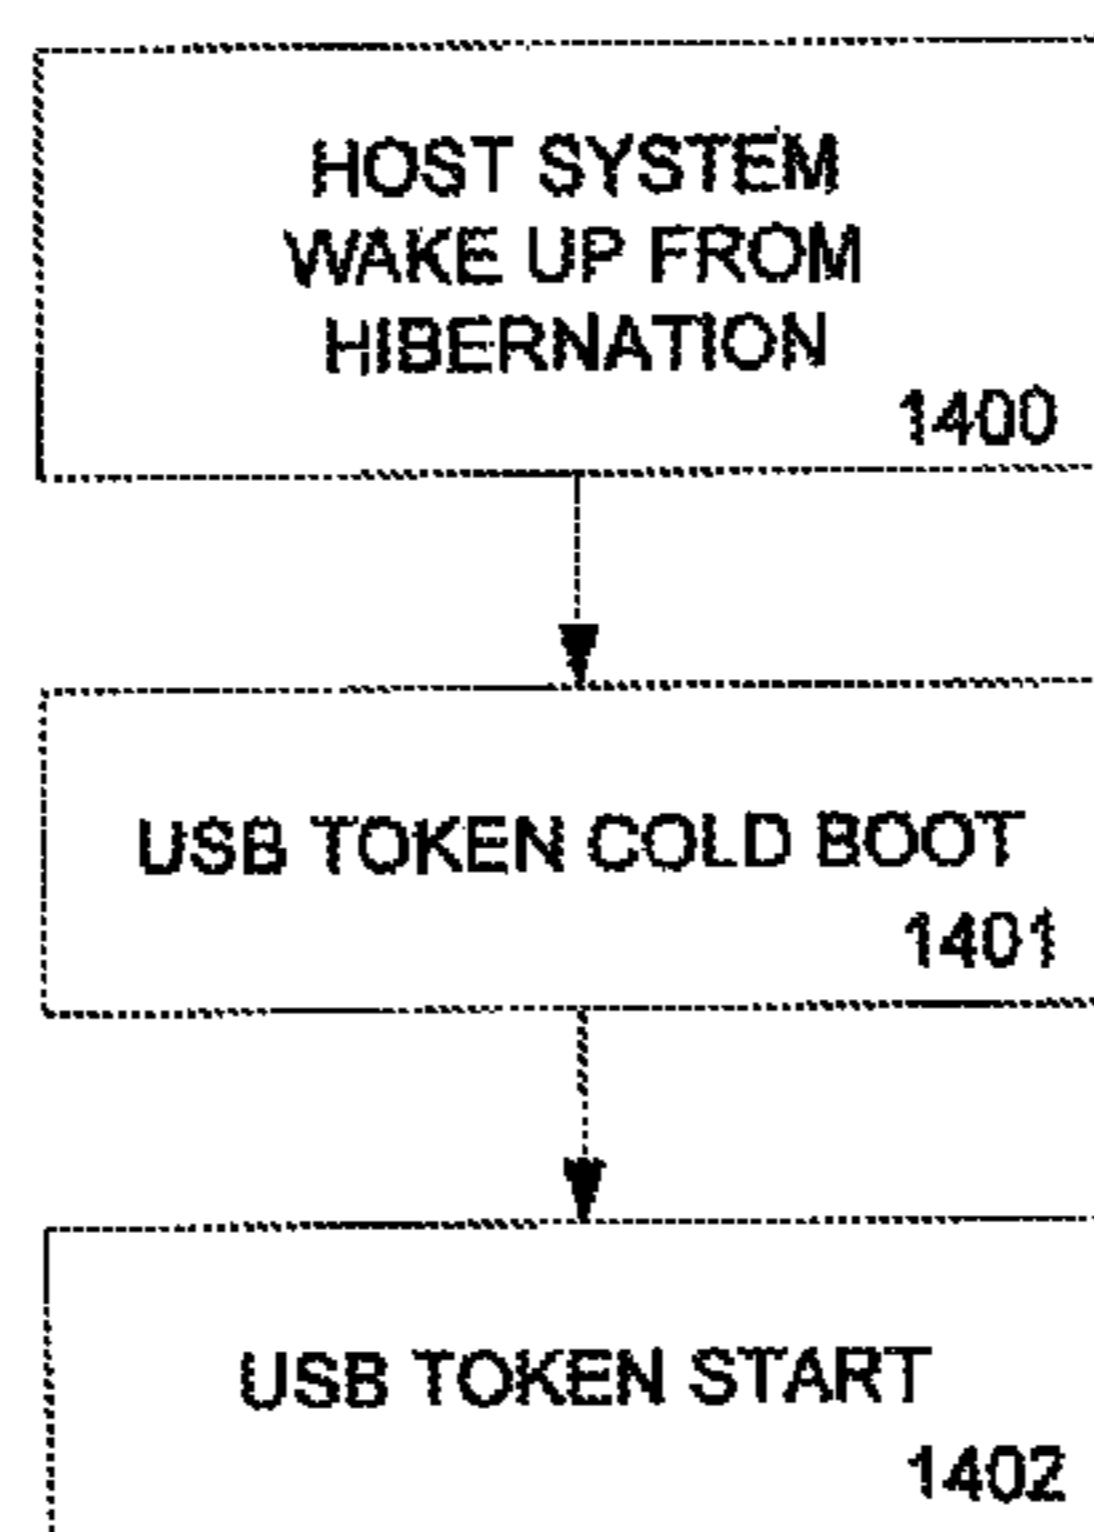 HOST SYSTEM
WAKE UP FROM
HIBERNATION
1400
USB TOKEN COLD BOOT
1401
USB TOKEN START
1402